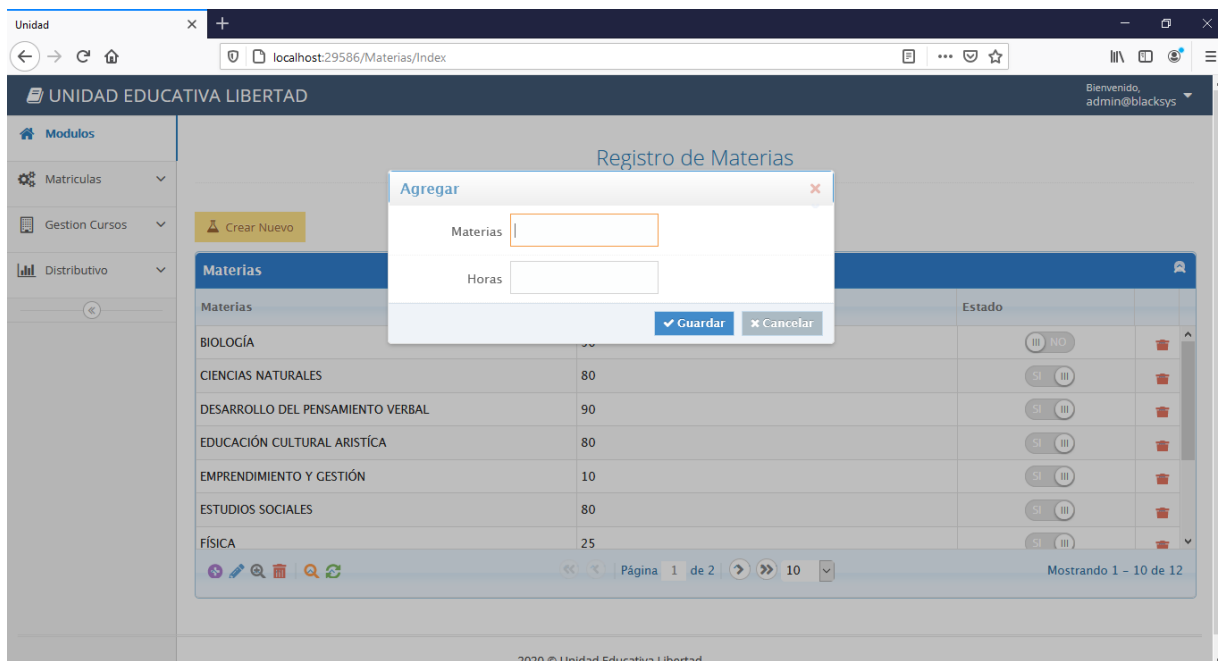 Unidad
localhost:29586/Materias/Index
UNIDAD EDUCATIVA LIBERTAD
Bienvenido,
admin@blacksys
Modulos
Matriculas
Gestion Cursos
Distributivo
Registro de Materias
Crear Nuevo
Agregar
Materias
Horas
Guardar
Cancelar
Materias
Materias Estado
BIOLOGÍA NO
CIENCIAS NATURALES 80 SI
DESARROLLO DEL PENSAMIENTO VERBAL 90 SI
EDUCACIÓN CULTURAL ARISTÍCA 80 SI
EMPRENDIMIENTO Y GESTIÓN 10 SI
ESTUDIOS SOCIALES 80 SI
FÍSICA 25 SI
Página 1 de 2 10 Mostrando 1 – 10 de 12
2020 © Unidad Educativa Libertad